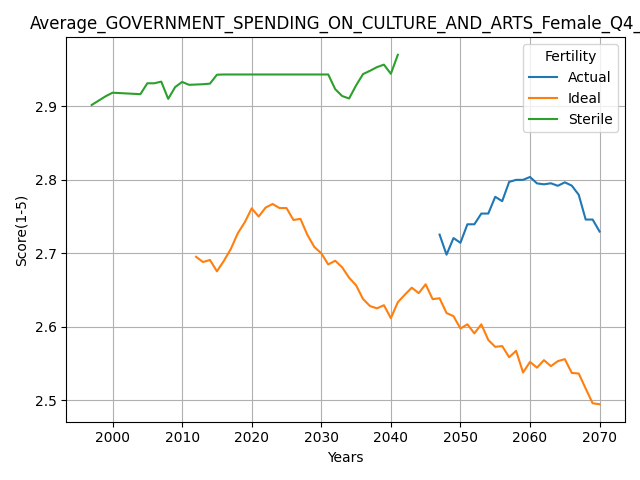 Average_GOVERNMENT_SPENDING_ON_CULTURE_AND_ARTS_Female_Q4_
Fertility
Actual
Ideal
Sterile
Score(1-5)
2.9
2.8
2.7
2.6
2.5
2000 2010 2020 2030 2040 2050 2060 2070
Years